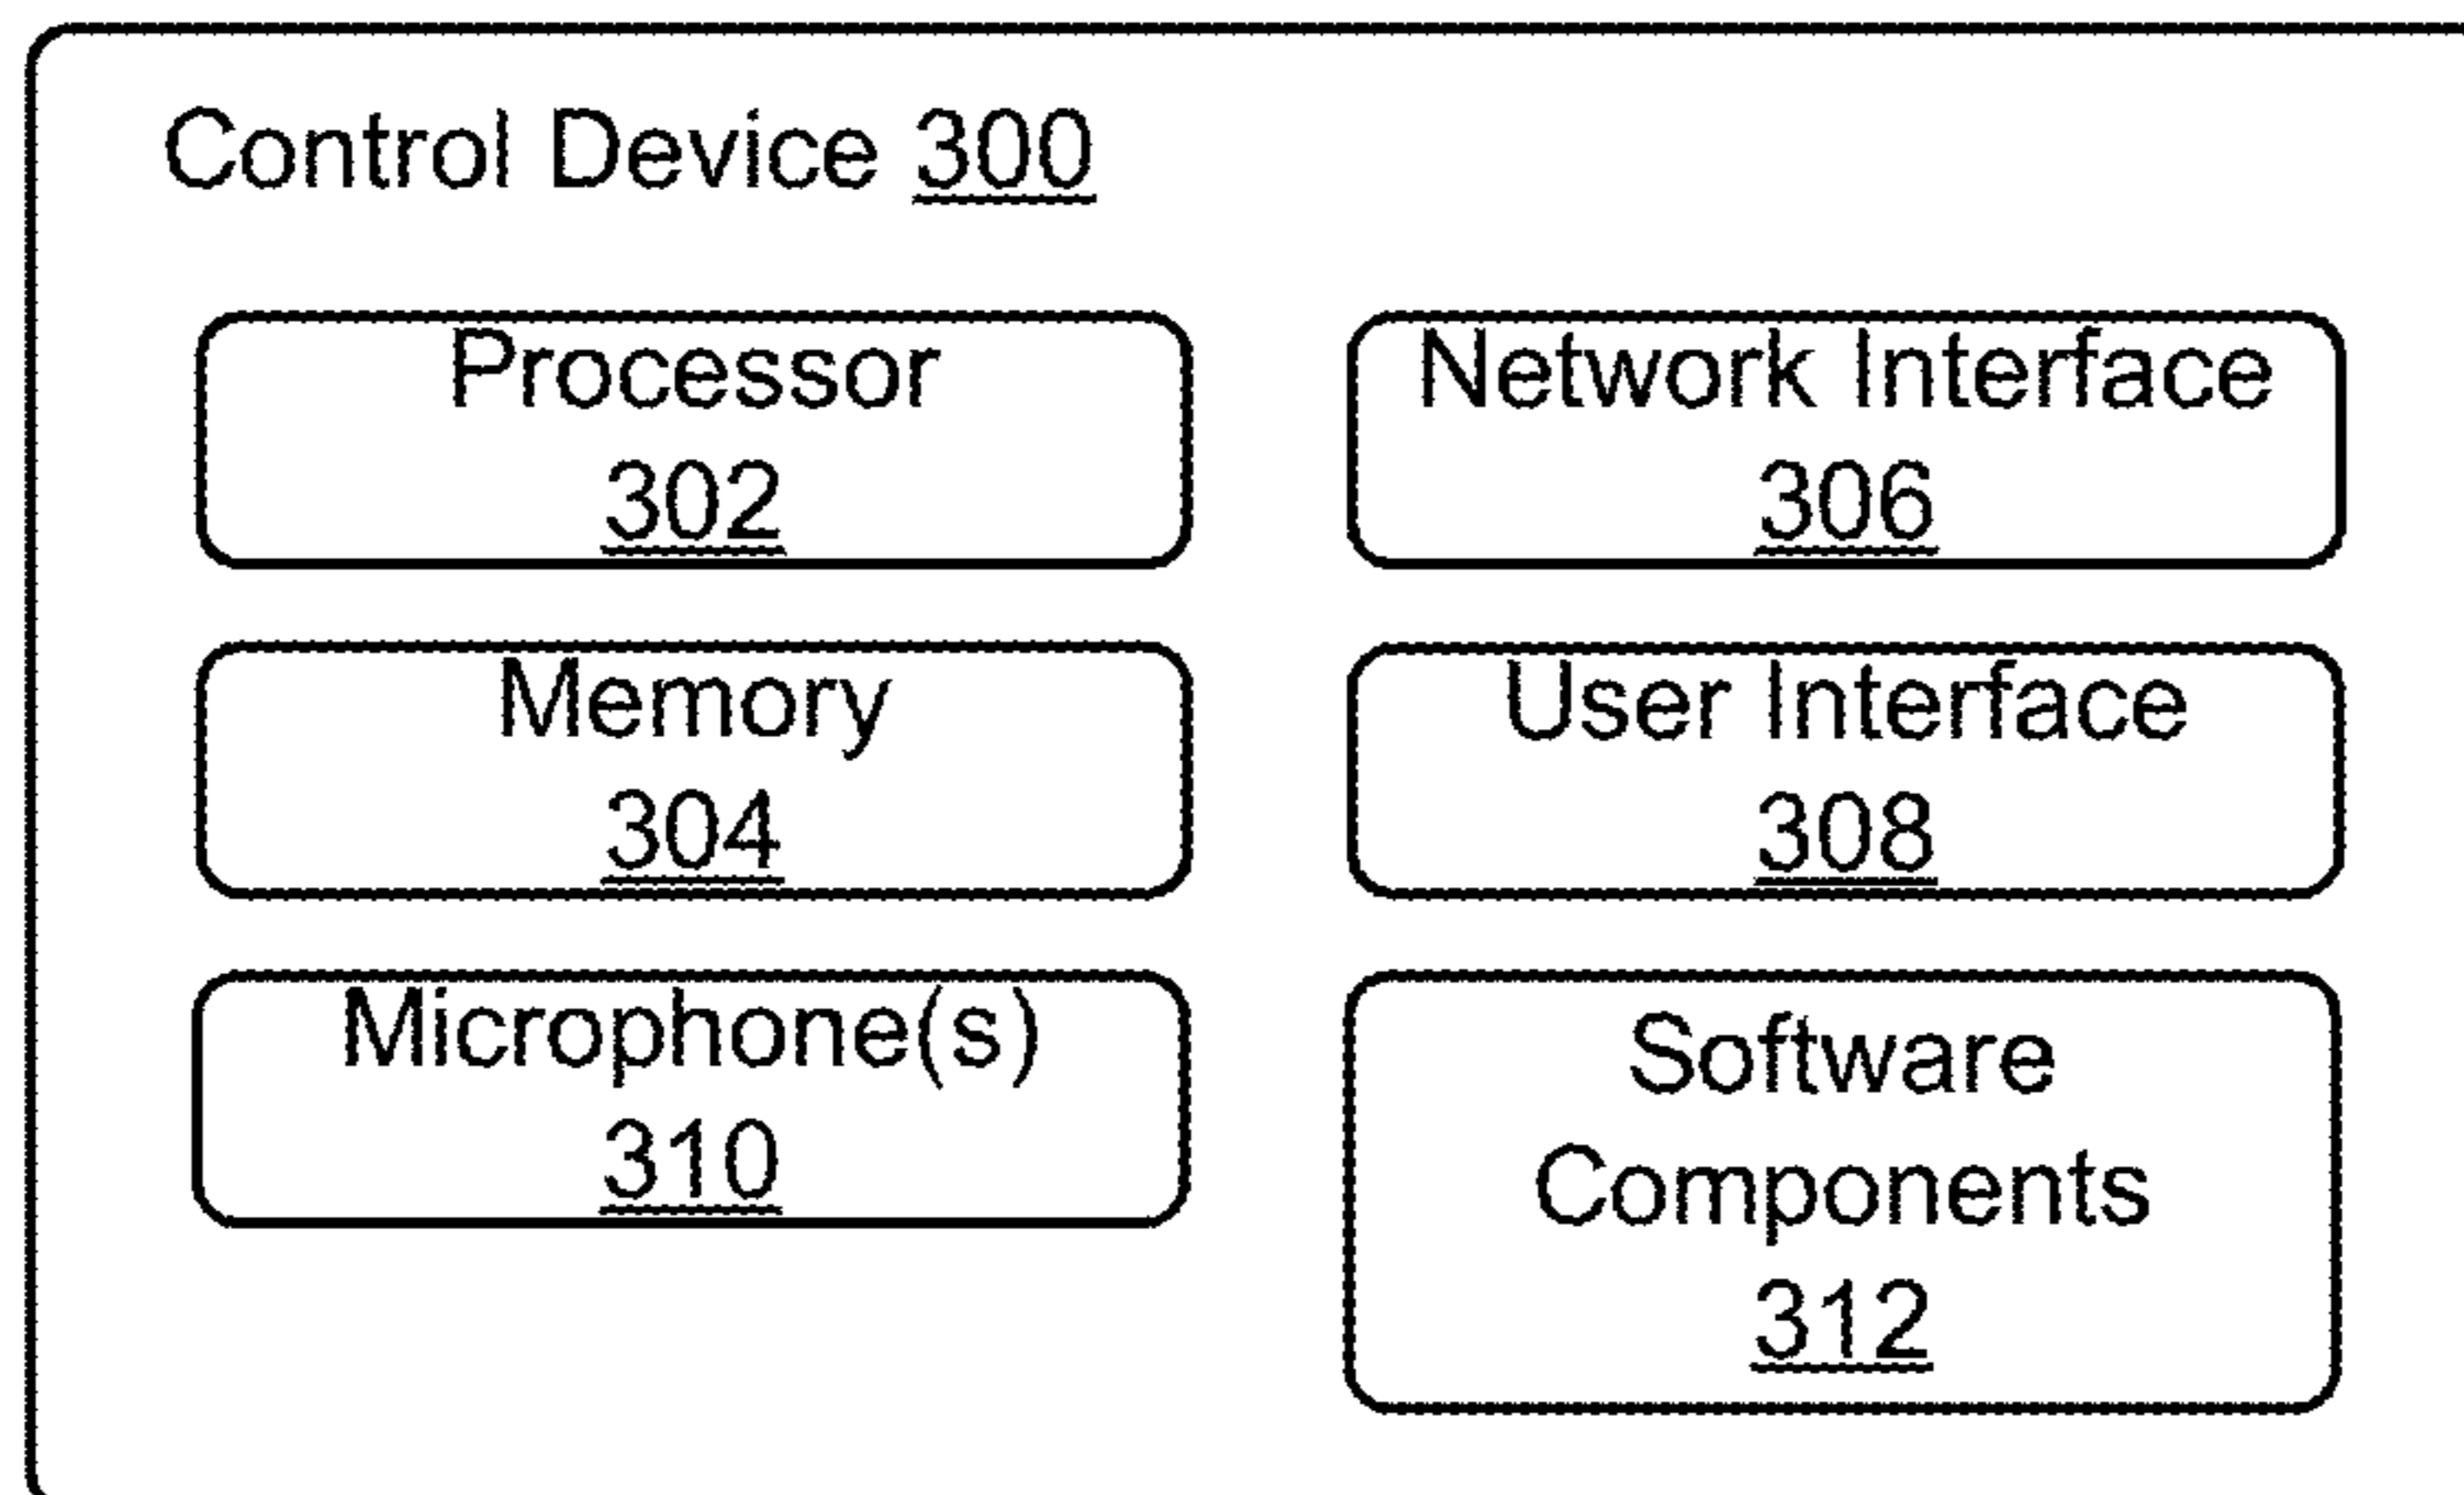 Control Device 300
Processor
302
Network Interface
306
Memory
304
User Interface
308
Microphone(s)
310
Software
Components
312